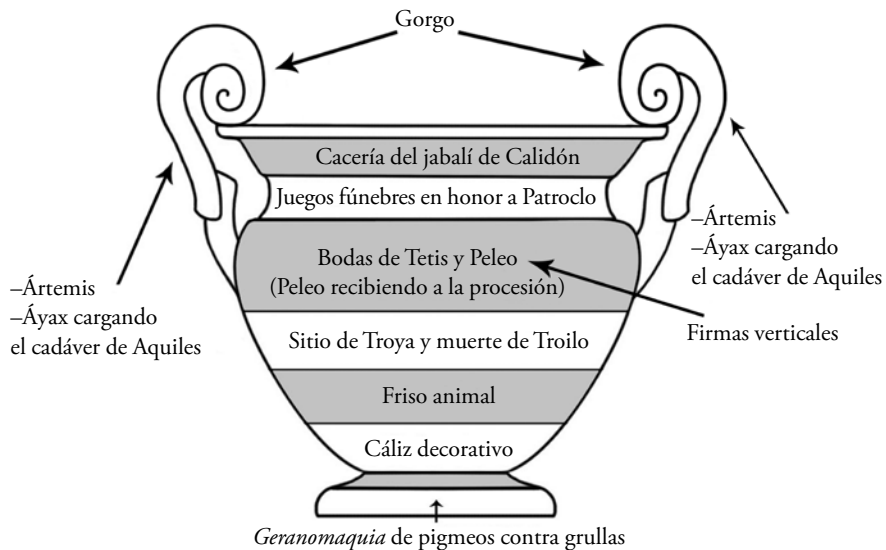 Gorgo
Cacería del jabalí de Calidón
Juegos fúnebres en honor a Patroclo
–Ártemis
–Áyax cargando
el cadáver de Aquiles
Bodas de Tetis y Peleo
(Peleo recibiendo a la procesión)
–Ártemis
–Áyax cargando
el cadáver de Aquiles
Firmas verticales
Sitio de Troya y muerte de Troilo
Friso animal
Cáliz decorativo
Geranomaquia de pigmeos contra grullas